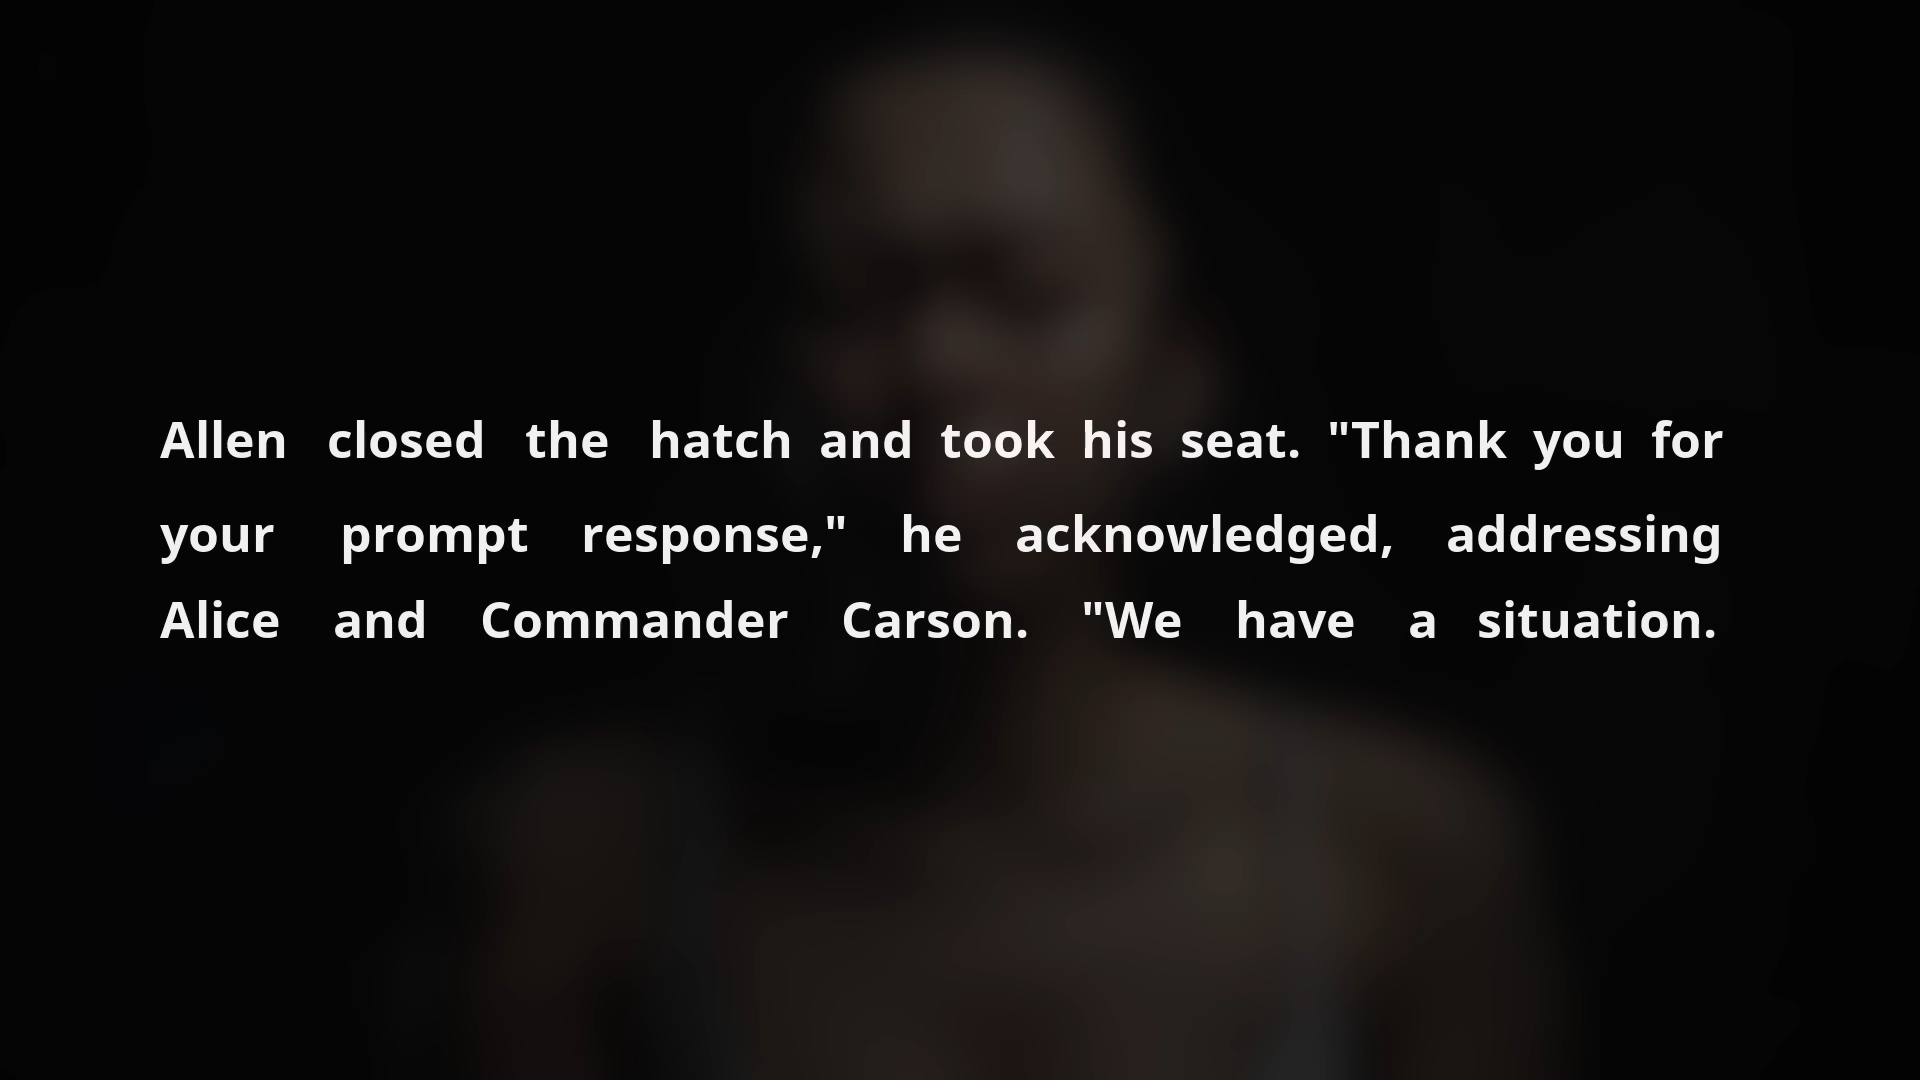 Allen closed the hatch and took his seat. "Thank you for
your prompt response," he acknowledged, addressing
Alice and Commander Carson. "We have a situation.